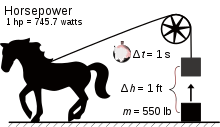 Horsepower
1 hp = 745.7 watts
Δt = 1 s
Δh = 1 ft
m = 550 lb